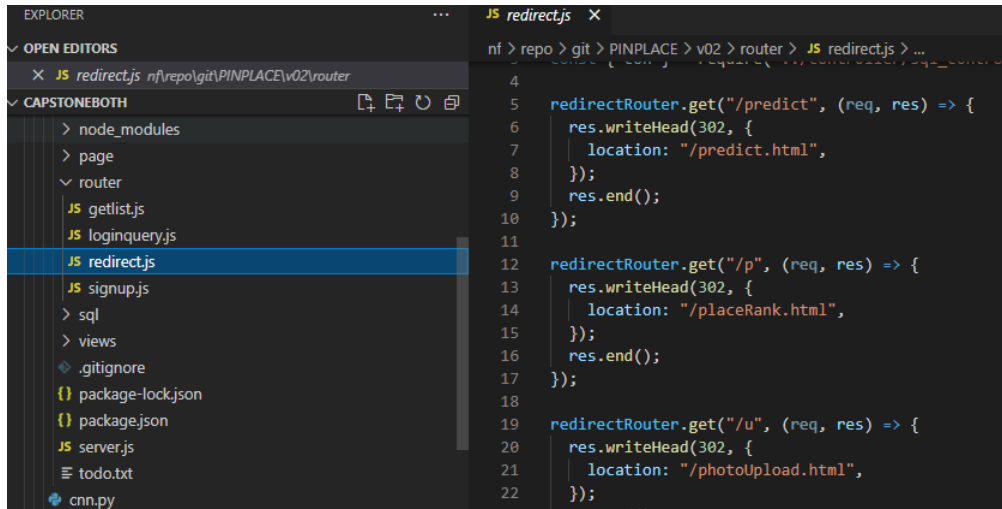 EXPLORER
...
OPEN EDITORS
JS redirect.js nf\repo\git\PINPLACE\v02\router
CAPSTONEBOTH
node_modules
page
router
JS getlist.js
JS loginquery.js
JS redirect.js
JS signup.js
sql
views
.gitignore
{} package-lock.json
{} package.json
JS server.js
todo.txt
cnn.py
JS redirect.js
nf > repo > git > PINPLACE > v02 > router > JS redirect.js > ...
4
5 redirectRouter.get("/predict", (req, res) => {
6 res.writeHead(302, {
7 location: "/predict.html",
8 });
9 res.end();
10 });
11
12 redirectRouter.get("/p", (req, res) => {
13 res.writeHead(302, {
14 location: "/placeRank.html",
15 });
16 res.end();
17 });
18
19 redirectRouter.get("/u", (req, res) => {
20 res.writeHead(302, {
21 location: "/photoUpload.html",
22 });